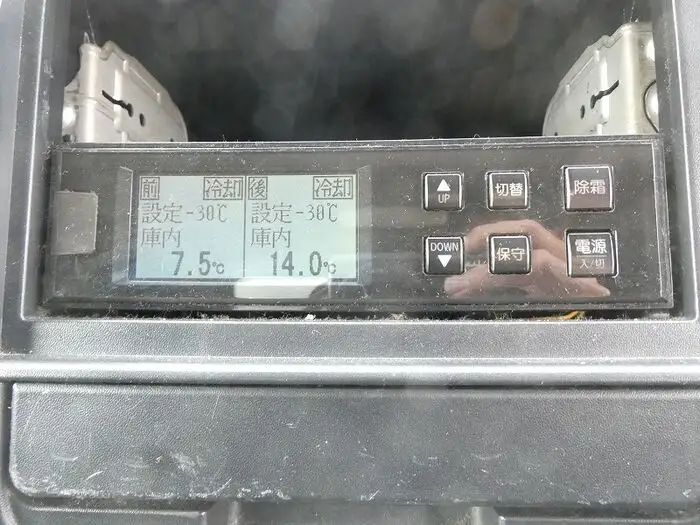 前 冷却 後 冷却
設定-30℃ 設定-30℃
庫内 庫内
7.5℃ 14.0℃
▲
UP
切替
除霜
DOWN
▼
保守
電源
入/切